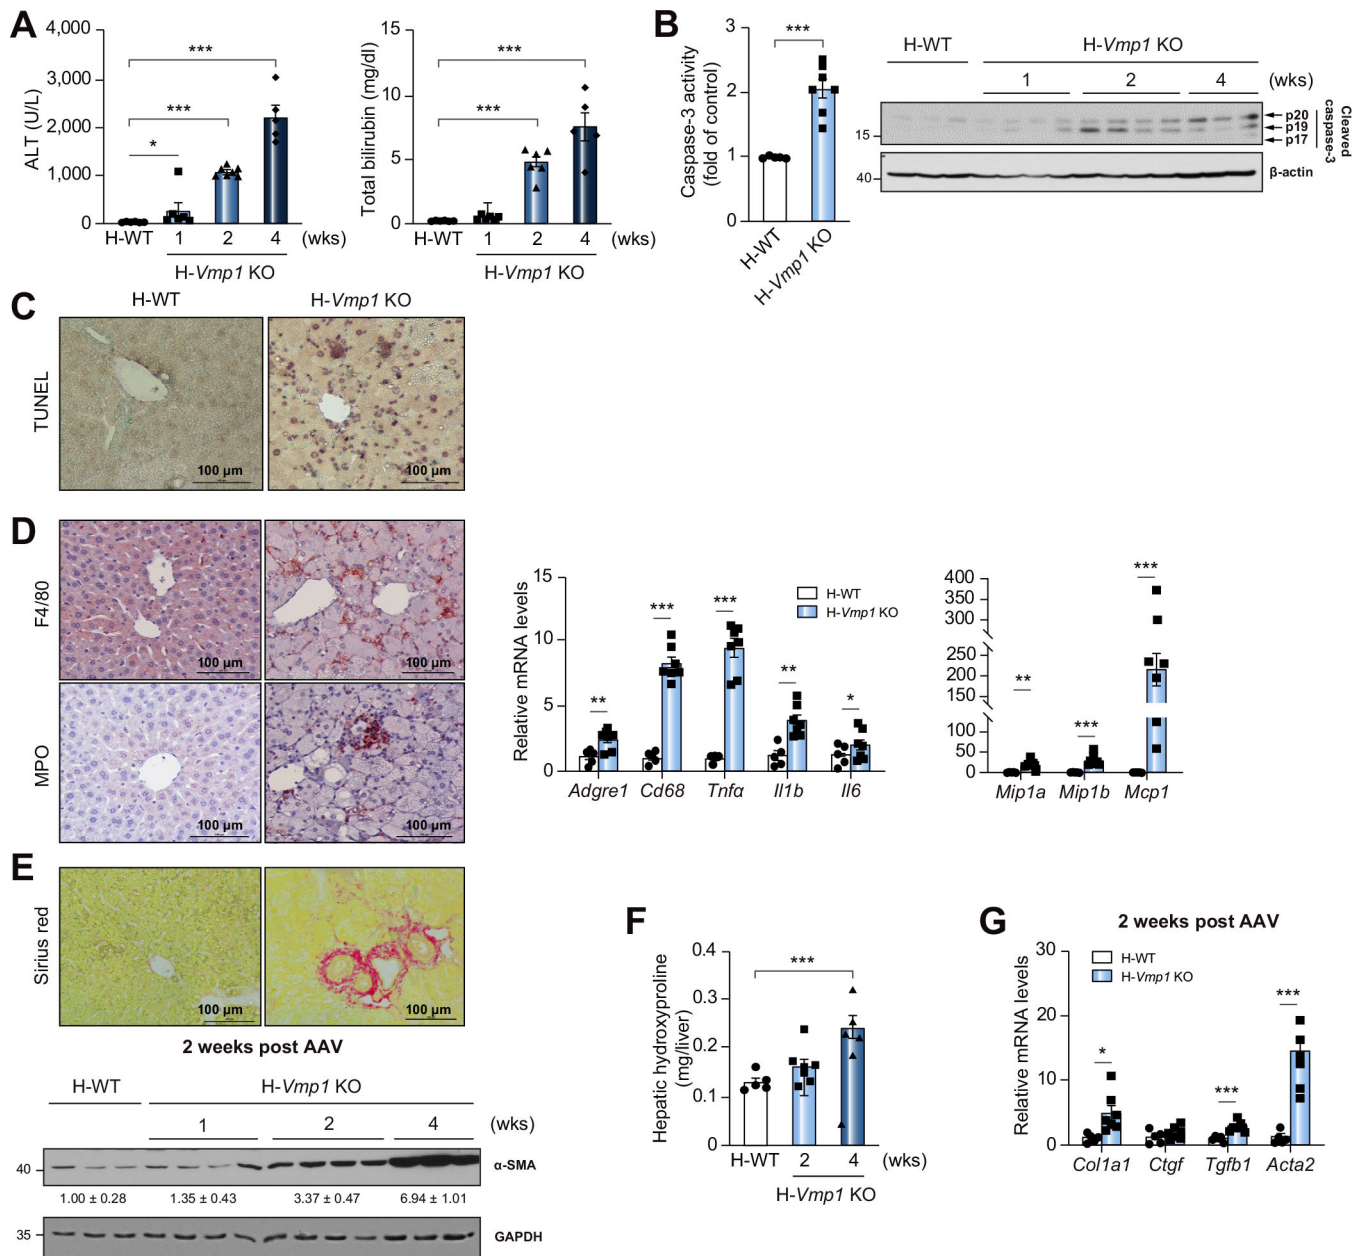 A
4,000
3,000
2,000
1,000
0
ALT (U/L)
***
***
*
H-WT
1
2
4
(wks)
H-Vmp1 KO
15
10
5
0
Total bilirubin (mg/dl)
***
***
H-WT
1
2
4
(wks)
H-Vmp1 KO
B
3
2
1
0
Caspase-3 activity
(fold of control)
***
H-WT
H-Vmp1 KO
H-WT
H-Vmp1 KO
1
2
4
(wks)
15
p20
p19
p17
Cleaved
caspase-3
40
β-actin
C
H-WT
H-Vmp1 KO
TUNEL
100 μm
100 μm
D
F4/80
100 μm
100 μm
MPO
100 μm
100 μm
15
10
5
0
Relative mRNA levels
H-WT
H-Vmp1 KO
**
***
***
**
*
Adgre1
Cd68
Tnfα
Il1b
Il6
400
350
300
250
200
150
100
50
0
**
***
***
Mip1a
Mip1b
Mcp1
E
Sirius red
100 μm
100 μm
2 weeks post AAV
H-WT
H-Vmp1 KO
1
2
4
(wks)
40
α-SMA
1.00 ± 0.28
1.35 ± 0.43
3.37 ± 0.47
6.94 ± 1.01
35
GAPDH
F
0.4
0.3
0.2
0.1
0
Hepatic hydroxyproline
(mg/liver)
***
H-WT
2
4
(wks)
H-Vmp1 KO
G
2 weeks post AAV
30
20
10
0
Relative mRNA levels
H-WT
H-Vmp1 KO
*
***
***
Col1a1
Ctgf
Tgfb1
Acta2